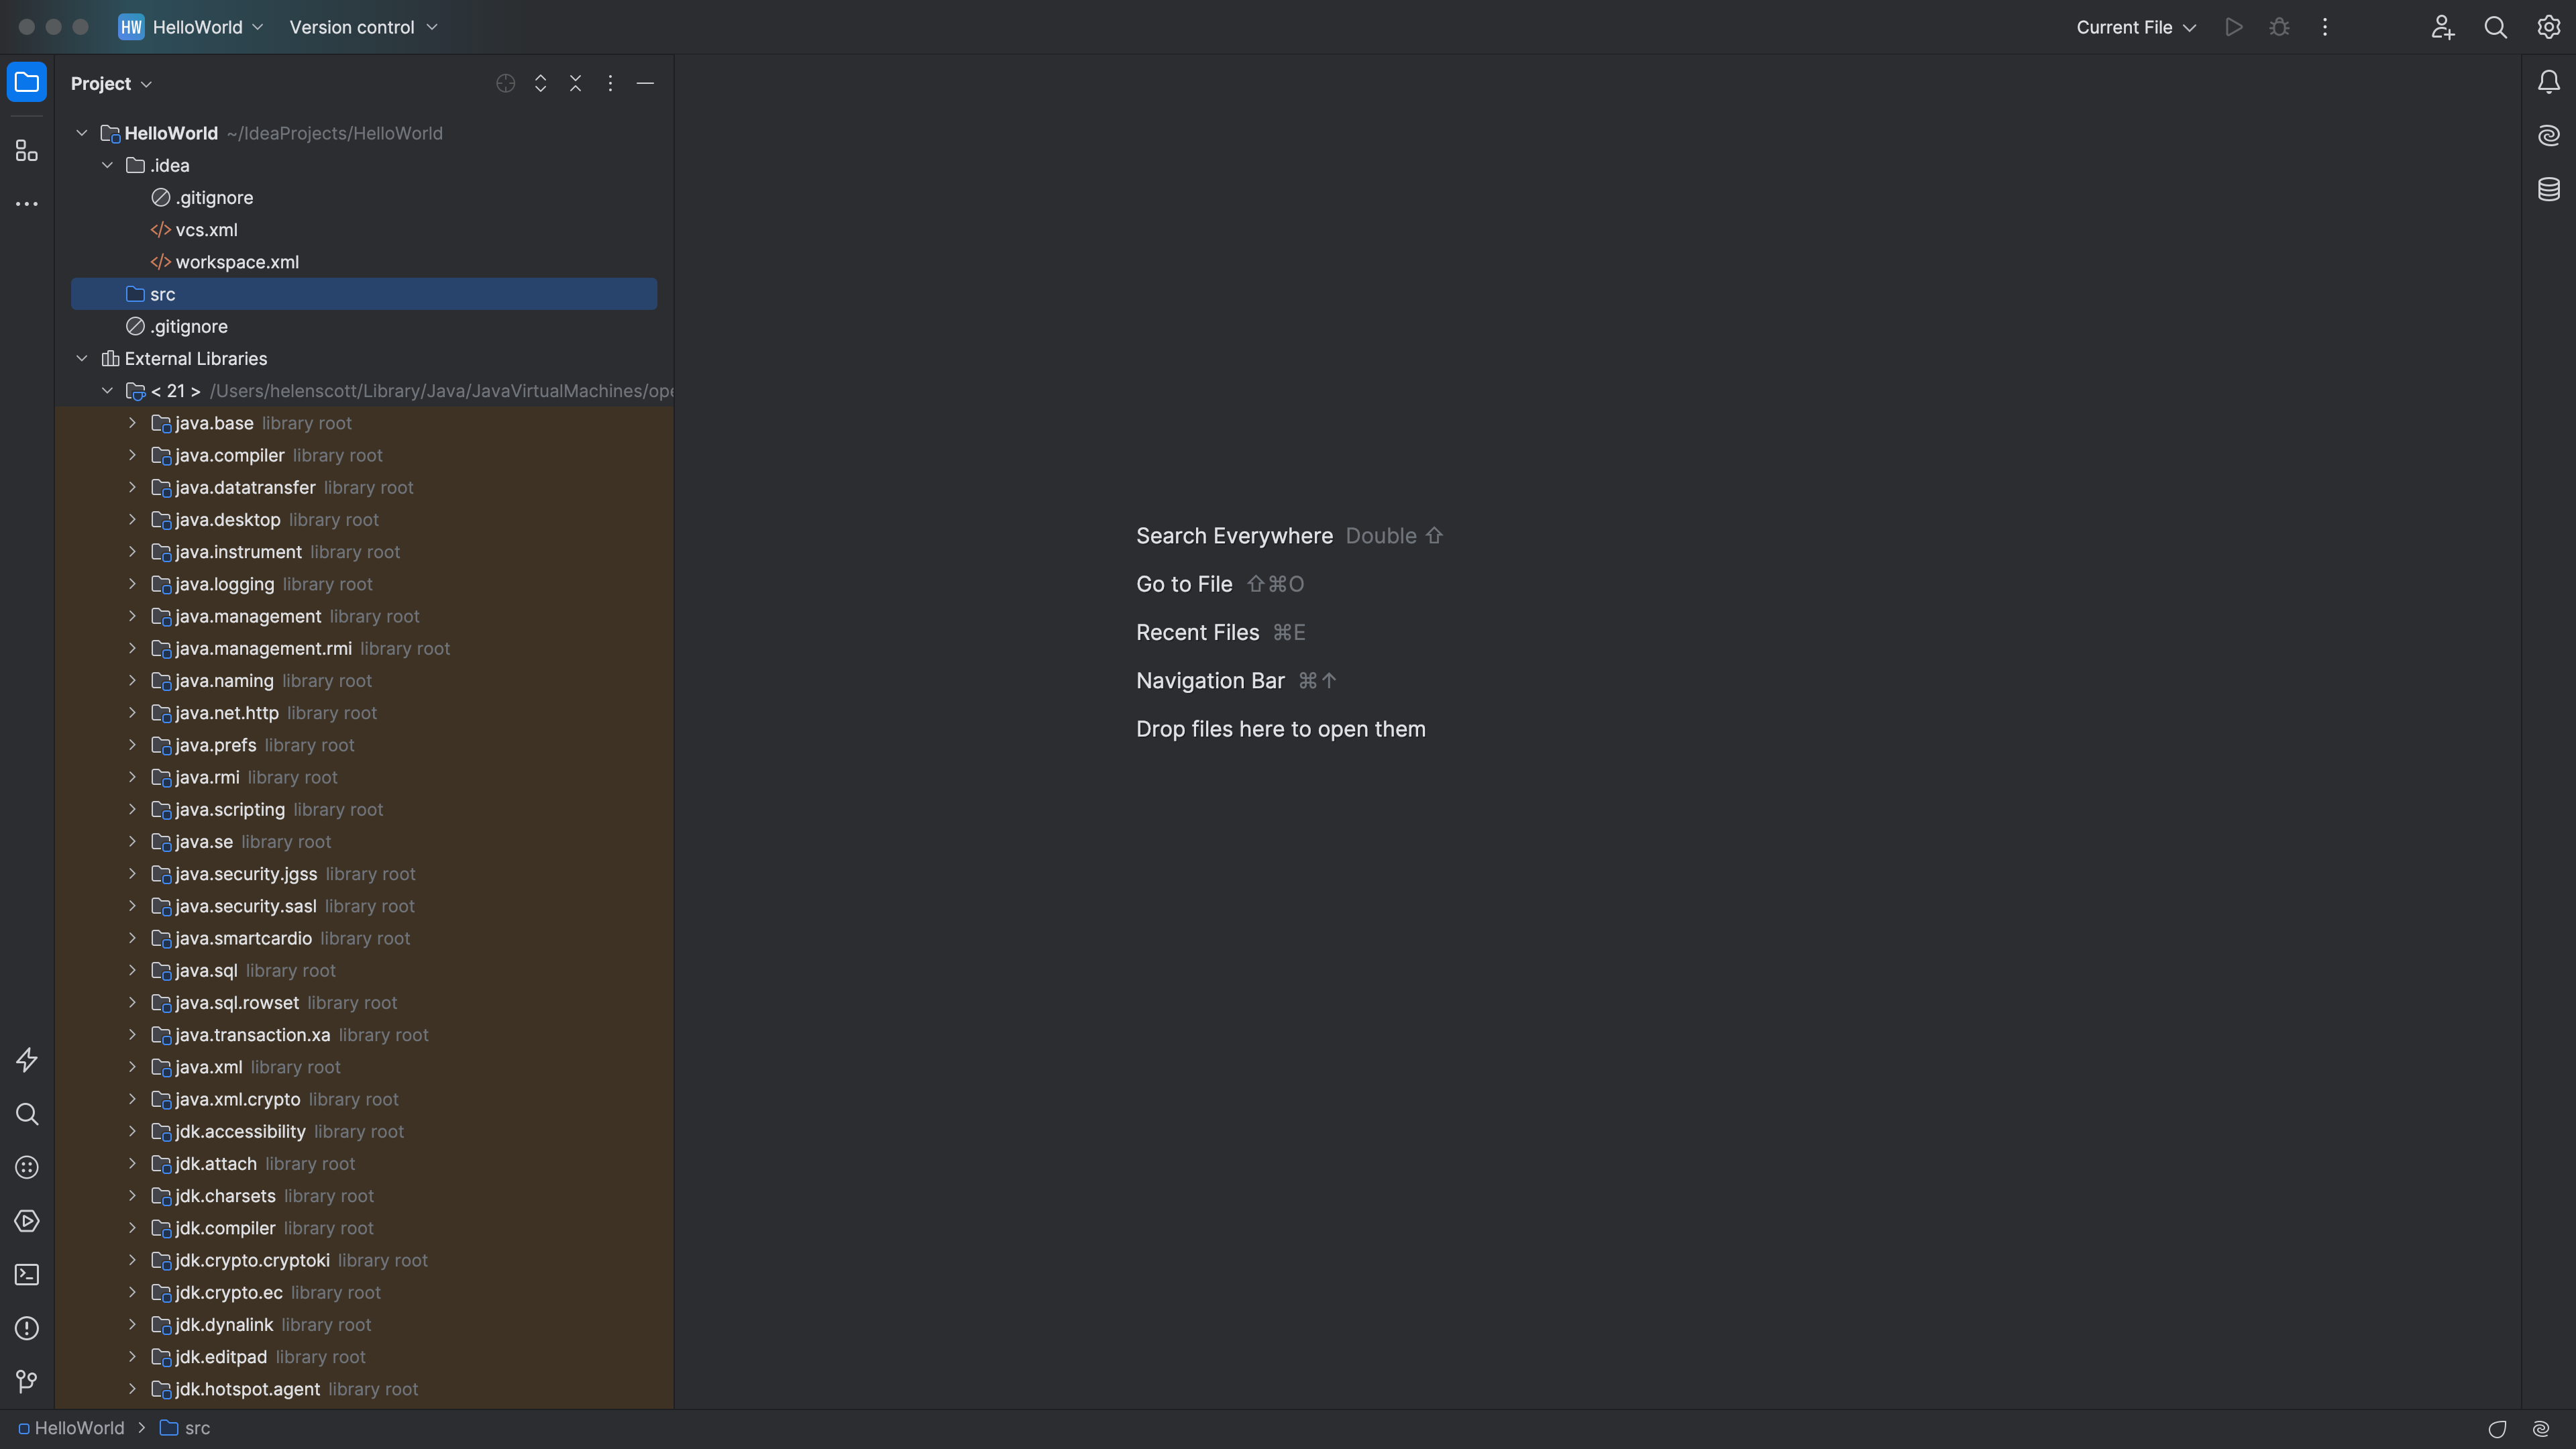 HW HelloWorld Version control Current File
Project
HelloWorld ~/IdeaProjects/HelloWorld
.idea
.gitignore
</> vcs.xml
</> workspace.xml
src
.gitignore
External Libraries
< 21 > /Users/helenscott/Library/Java/JavaVirtualMachines/ope
java.base library root
java.compiler library root
java.datatransfer library root
java.desktop library root
java.instrument library root
java.logging library root
java.management library root
java.management.rmi library root
java.naming library root
java.net.http library root
java.prefs library root
java.rmi library root
java.scripting library root
java.se library root
java.security.jgss library root
java.security.sasl library root
java.smartcardio library root
java.sql library root
java.sql.rowset library root
java.transaction.xa library root
java.xml library root
java.xml.crypto library root
jdk.accessibility library root
jdk.attach library root
jdk.charsets library root
jdk.compiler library root
jdk.crypto.cryptoki library root
jdk.crypto.ec library root
jdk.dynalink library root
jdk.editpad library root
jdk.hotspot.agent library root
Search Everywhere Double ⇧
Go to File ⇧⌘O
Recent Files ⌘E
Navigation Bar ⌘↑
Drop files here to open them
HelloWorld > src